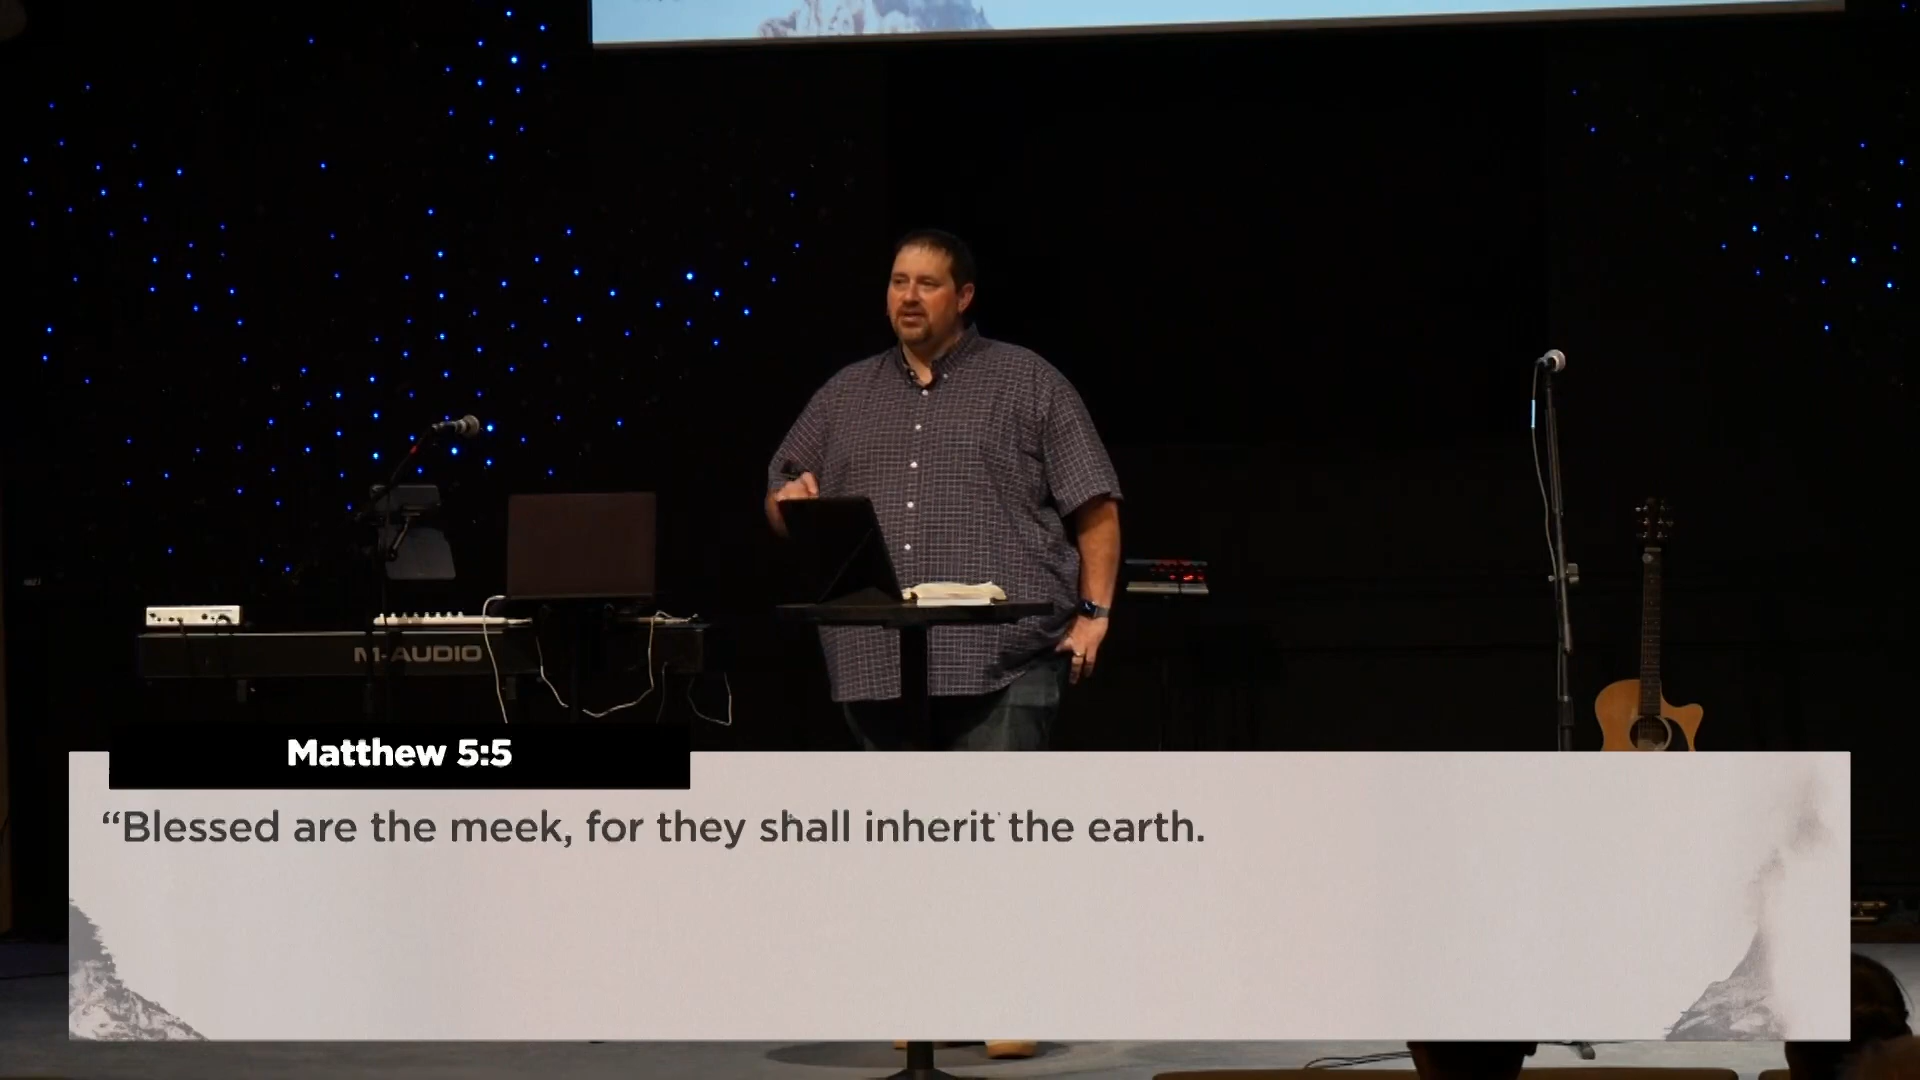 M-AUDIO
Matthew 5:5
“Blessed are the meek, for they shall inherit the earth.